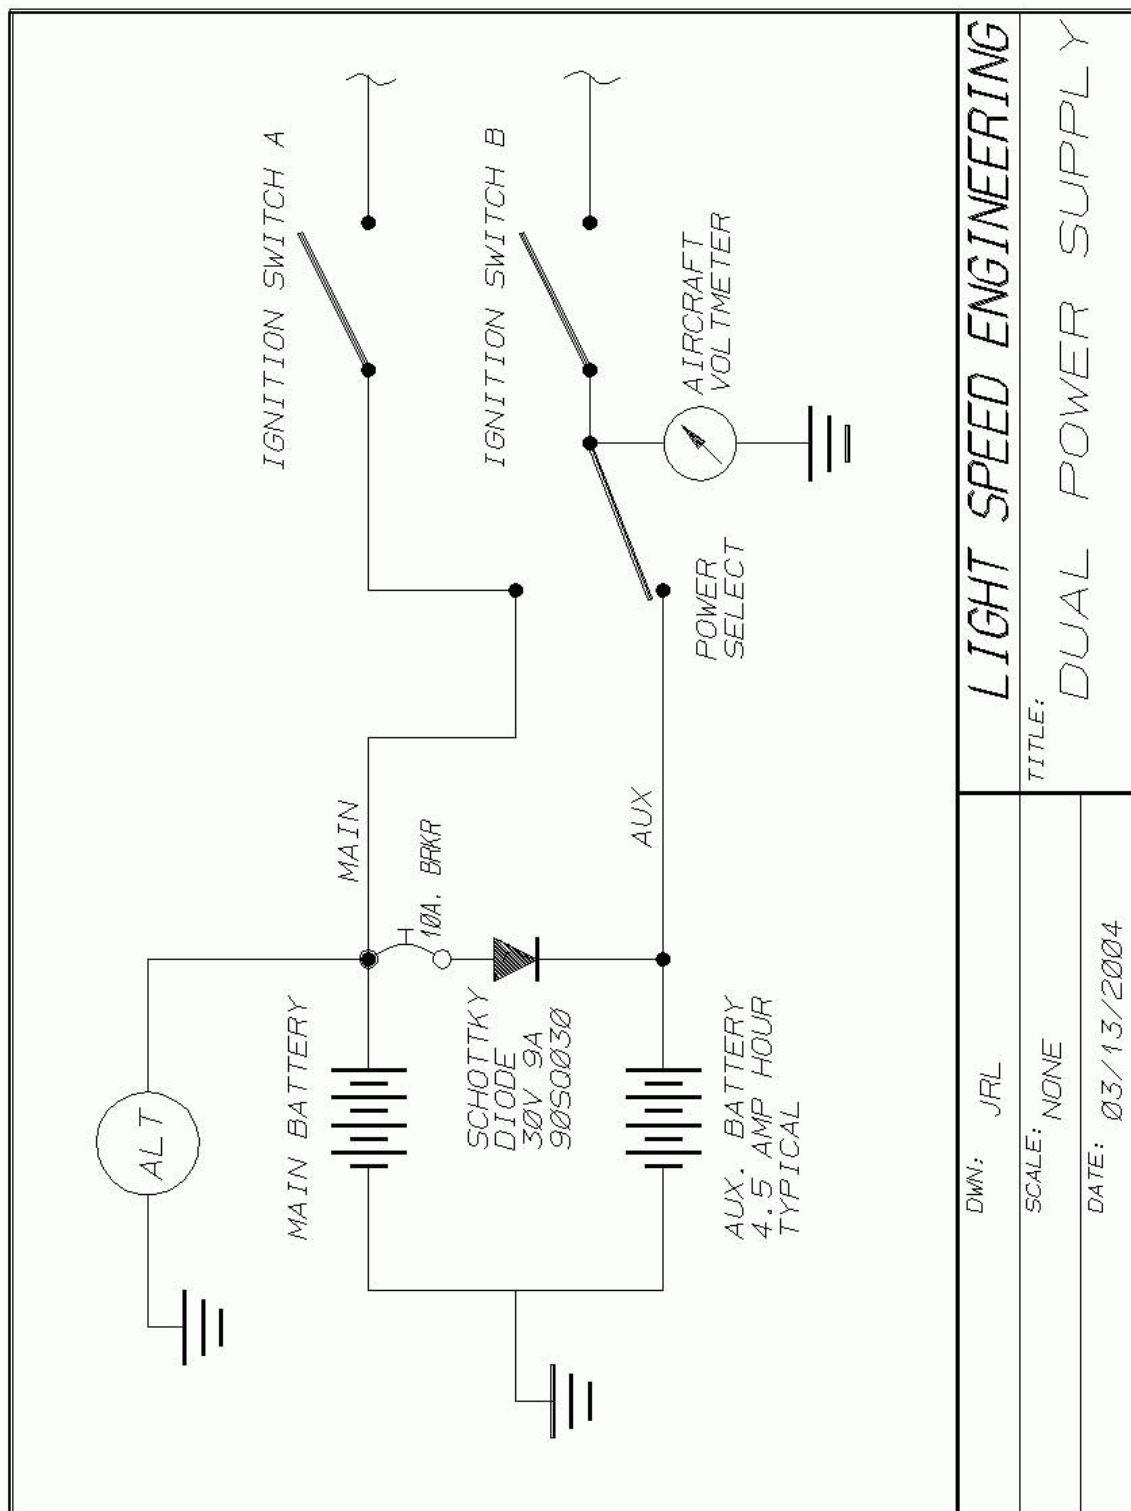 IGNITION SWITCH A
IGNITION SWITCH B
AIRCRAFT
VOLTMETER
POWER
SELECT
MAIN
10A. BRKR
AUX
ALT
MAIN BATTERY
SCHOTTKY
DIODE
30V 9A
90SQ030
AUX. BATTERY
4.5 AMP HOUR
TYPICAL
LIGHT SPEED ENGINEERING
TITLE:
DUAL POWER SUPPLY
DWN: JRL
SCALE: NONE
DATE: 03/13/2004